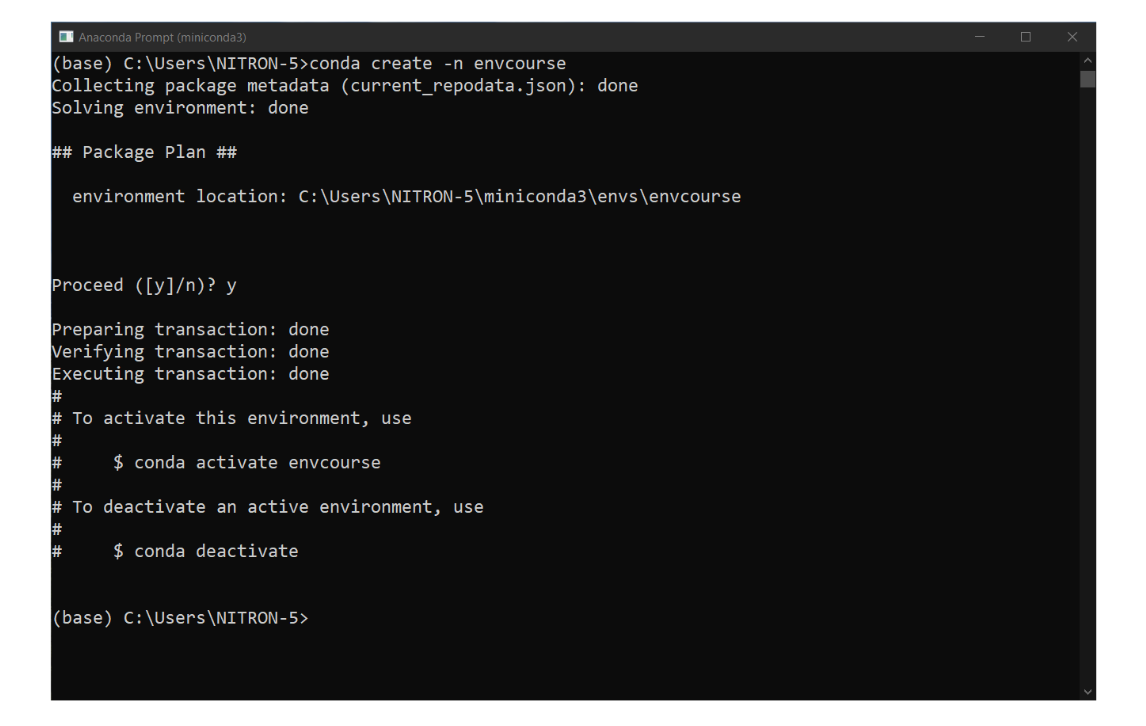 Anaconda Prompt (miniconda3)
(base) C:\Users\NITRON-5>conda create -n envcourse
Collecting package metadata (current_repodata.json): done
Solving environment: done
## Package Plan ##
environment location: C:\Users\NITRON-5\miniconda3\envs\envcourse
Proceed ([y]/n)? y
Preparing transaction: done
Verifying transaction: done
Executing transaction: done
#
# To activate this environment, use
#
#     $ conda activate envcourse
#
# To deactivate an active environment, use
#
#     $ conda deactivate
(base) C:\Users\NITRON-5>